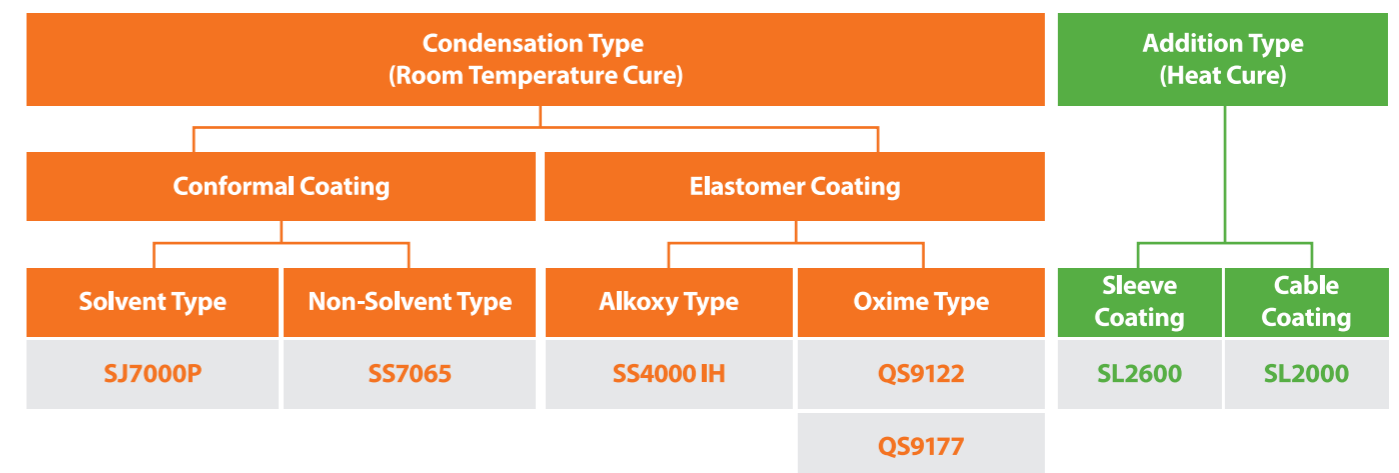 Condensation Type
(Room Temperature Cure)
Addition Type
(Heat Cure)
Conformal Coating
Elastomer Coating
Solvent Type
Non-Solvent Type
Alkoxy Type
Oxime Type
Sleeve
Coating
Cable
Coating
SJ7000P
SS7065
SS4000 IH
QS9122
SL2600
SL2000
QS9177